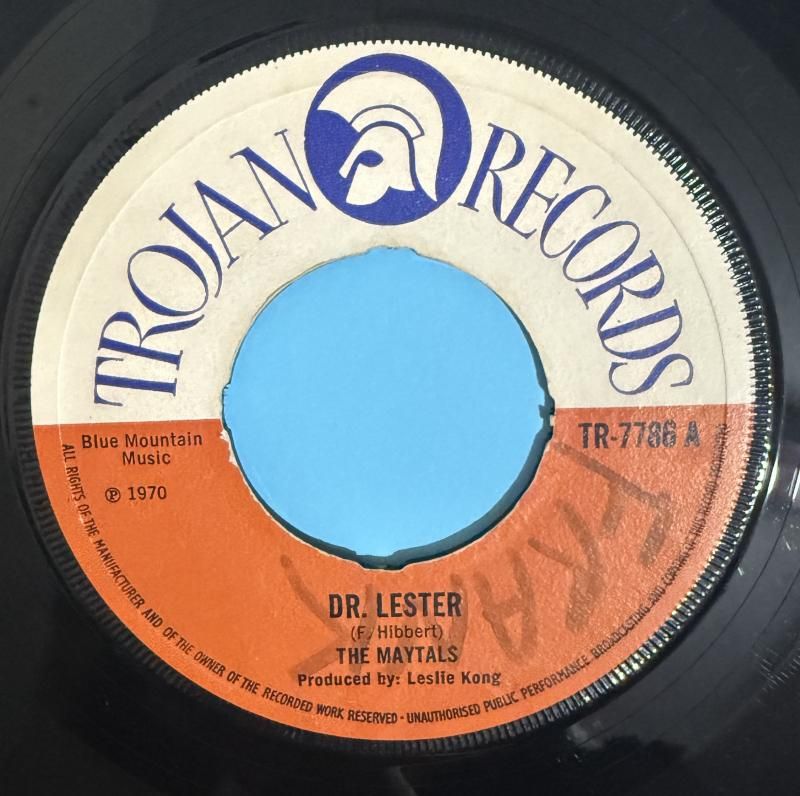 TROJAN RECORDS
Blue Mountain
Music
℗ 1970
TR-7786 A
FRANK
DR. LESTER
(F. Hibbert)
THE MAYTALS
Produced by: Leslie Kong
ALL RIGHTS OF THE MANUFACTURER AND OF THE OWNER OF THE RECORDED WORK RESERVED - UNAUTHORISED PUBLIC PERFORMANCE BROADCASTING AND COPYING OF THIS